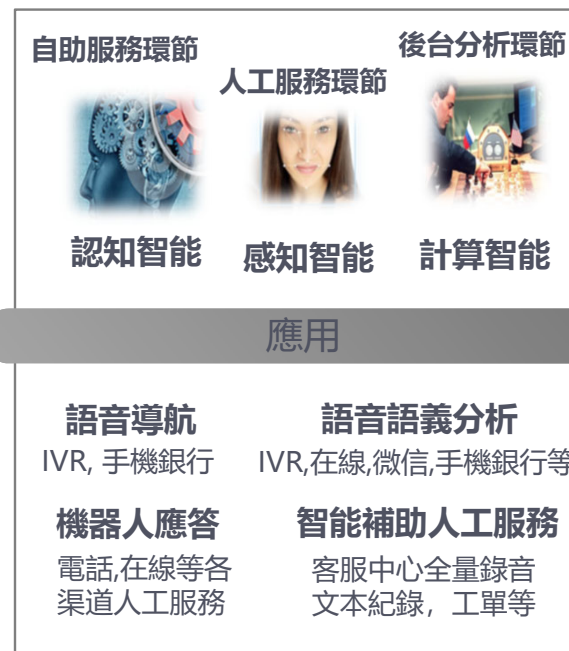 自助服務環節
人工服務環節
後台分析環節
認知智能
感知智能
計算智能
應用
語音導航
IVR, 手機銀行
語音語義分析
IVR,在線,微信,手機銀行等
機器人應答
電話,在線等各
渠道人工服務
智能補助人工服務
客服中心全量錄音
文本紀錄，工單等